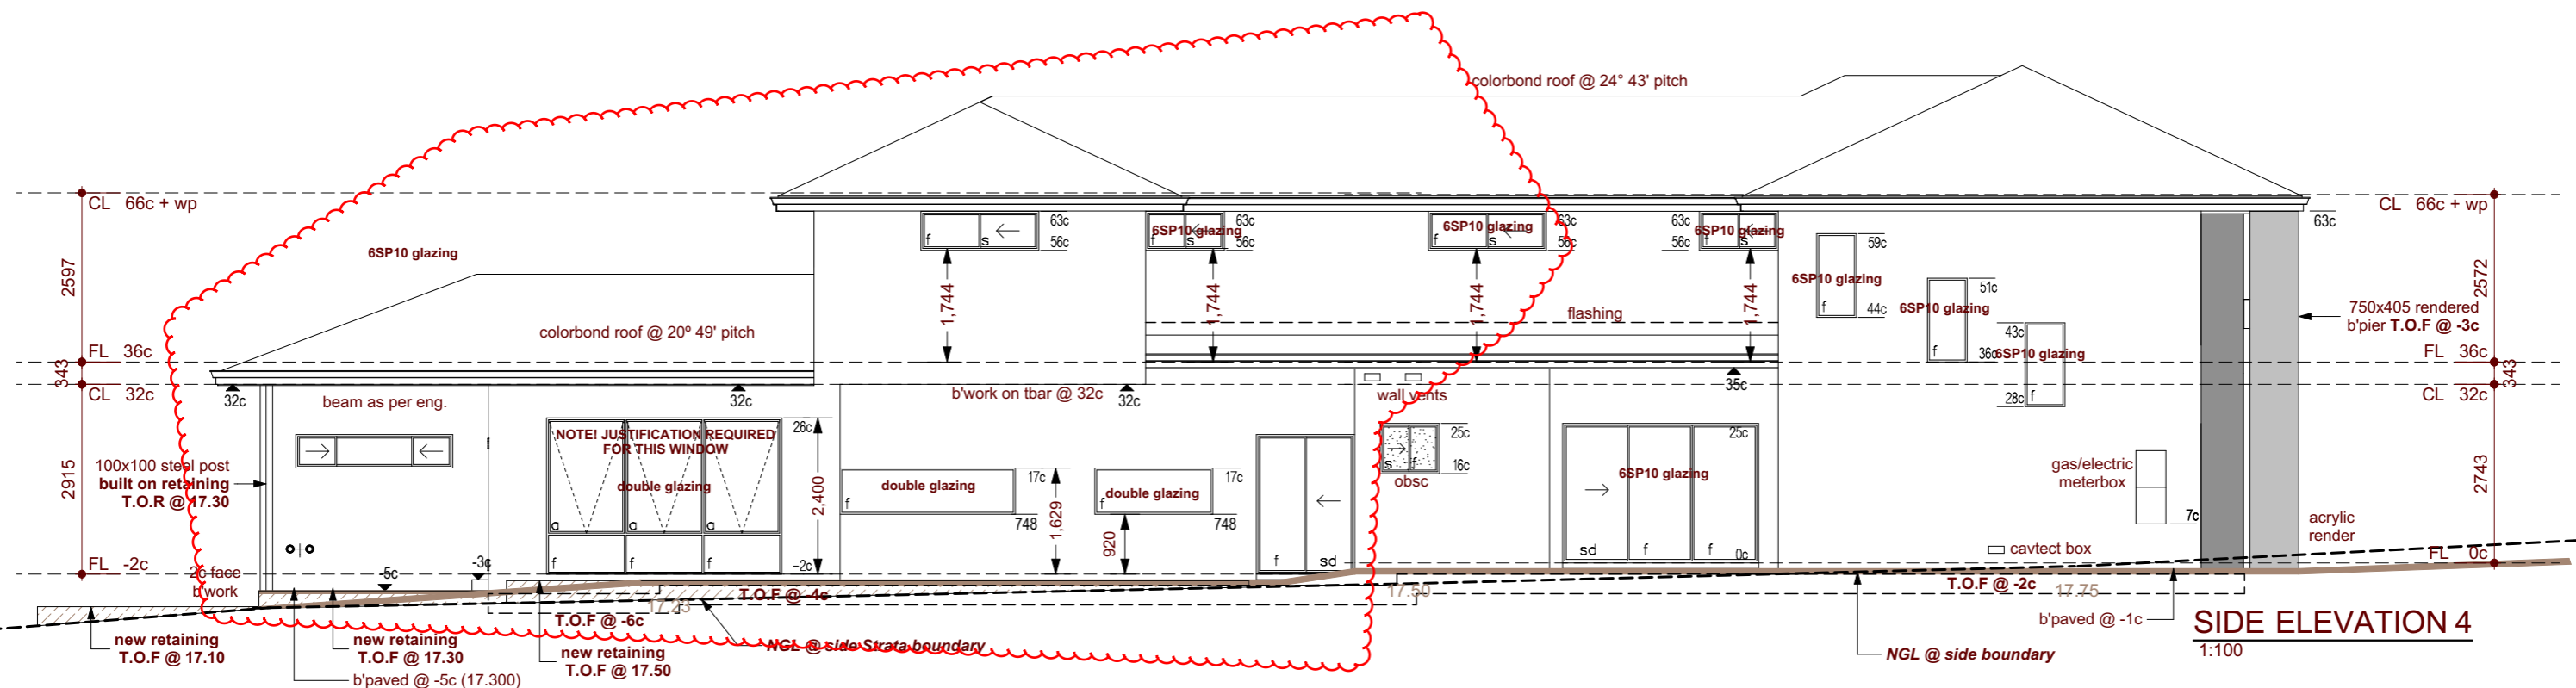 colorbond roof @ 24° 43' pitch
CL 66c + wp
CL 66c + wp
63c
56c
63c
56c
6SP10 glazing
63c
56c
6SP10 glazing
63c
56c
6SP10 glazing
63c
f
s
f
s
f
s
f
s
59c
44c
6SP10 glazing
f
51c
36c
6SP10 glazing
f
43c
28c
6SP10 glazing
f
6SP10 glazing
2597
2572
1,744
1,744
1,744
1,744
flashing
colorbond roof @ 20º 49' pitch
750x405 rendered
b'pier T.O.F @ -3c
FL 36c
FL 36c
343
343
CL 32c
CL 32c
32c
32c
32c
35c
beam as per eng.
b'work on tbar @ 32c
wall vents
NOTE! JUSTIFICATION REQUIRED
FOR THIS WINDOW
double glazing
26c
2,400
-2c
a
a
a
f
f
f
double glazing
17c
748
f
1,629
double glazing
17c
748
f
920
f
sd
25c
16c
s
f
obsc
25c
6SP10 glazing
0c
sd
f
f
gas/electric
meterbox
7c
acrylic
render
cavtect box
2915
2743
100x100 steel post
built on retaining
T.O.R @ 17.30
FL -2c
FL 0c
2c face
b'work
-5c
-3c
T.O.F @ -4c
T.O.F @ -6c
T.O.F @ -2c
17.23
17.50
17.75
new retaining
T.O.F @ 17.10
new retaining
T.O.F @ 17.30
b'paved @ -5c (17.300)
new retaining
T.O.F @ 17.50
NGL @ side Strata boundary
NGL @ side boundary
b'paved @ -1c
SIDE ELEVATION 4
1:100